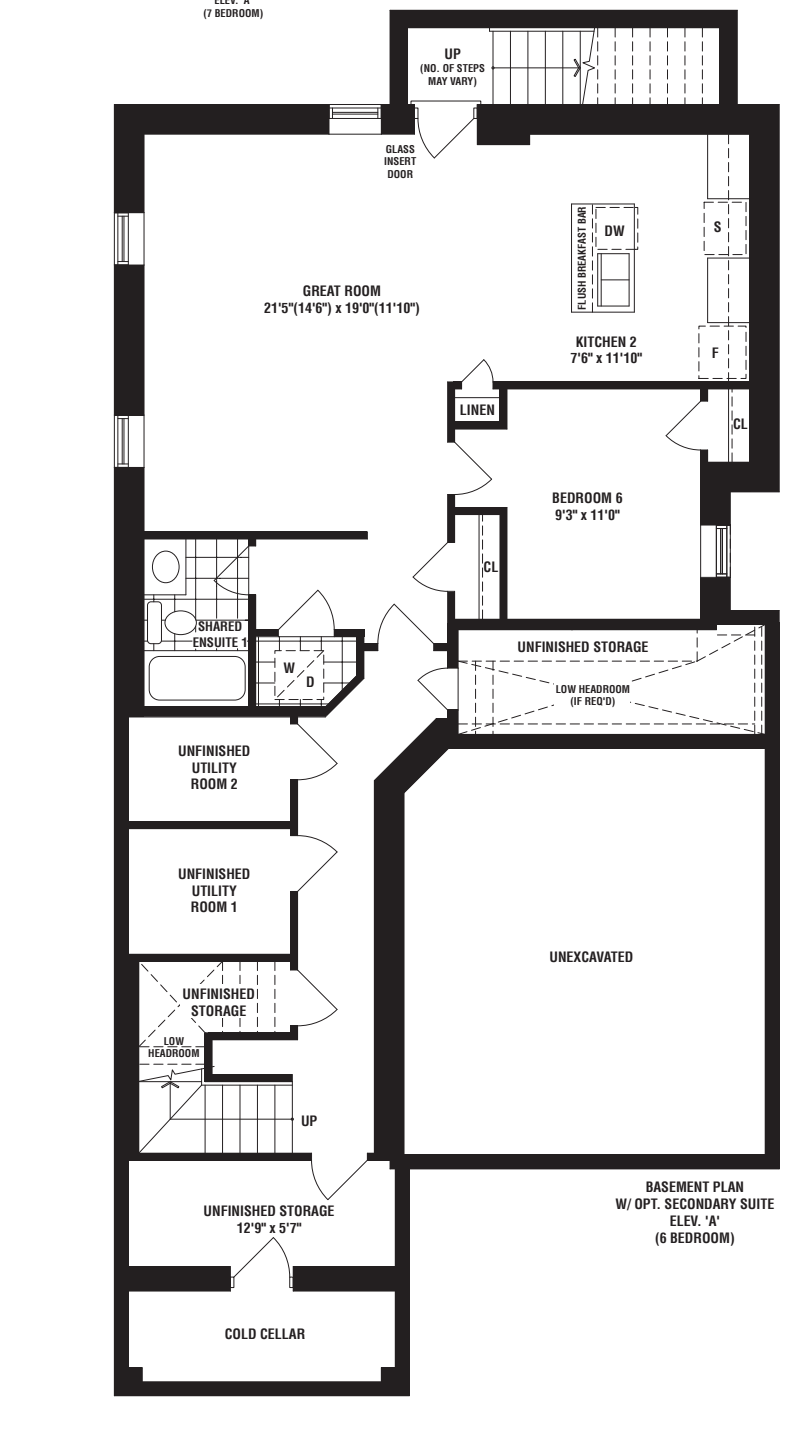 ELEV. 'A'
(7 BEDROOM)
UP
(NO. OF STEPS
MAY VARY)
GLASS
INSERT
DOOR
FLUSH BREAKFAST BAR
DW
S
GREAT ROOM
21'5"(14'6") x 19'0"(11'10")
KITCHEN 2
7'6" x 11'10"
F
LINEN
CL
BEDROOM 6
9'3" x 11'0"
CL
SHARED
ENSUITE 1
W
D
UNFINISHED STORAGE
LOW HEADROOM
(IF REQ'D)
UNFINISHED
UTILITY
ROOM 2
UNFINISHED
UTILITY
ROOM 1
UNEXCAVATED
UNFINISHED
STORAGE
LOW
HEADROOM
UP
BASEMENT PLAN
W/ OPT. SECONDARY SUITE
ELEV. 'A'
(6 BEDROOM)
UNFINISHED STORAGE
12'9" x 5'7"
COLD CELLAR